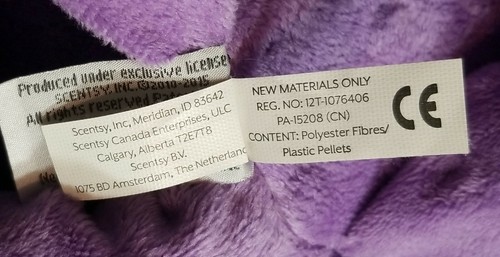 Produced under exclusive license
SCENTSY, INC.©2010-2015
All rights reserved
Scentsy, Inc, Meridian, ID 83642
Scentsy Canada Enterprises, ULC
Calgary, Alberta T2E7T8
Scentsy B.V.
1075 BD Amsterdam, The Netherland
NEW MATERIALS ONLY
REG. NO: 12T-1076406
PA-15208 (CN)
CONTENT: Polyester Fibres/
Plastic Pellets
CE